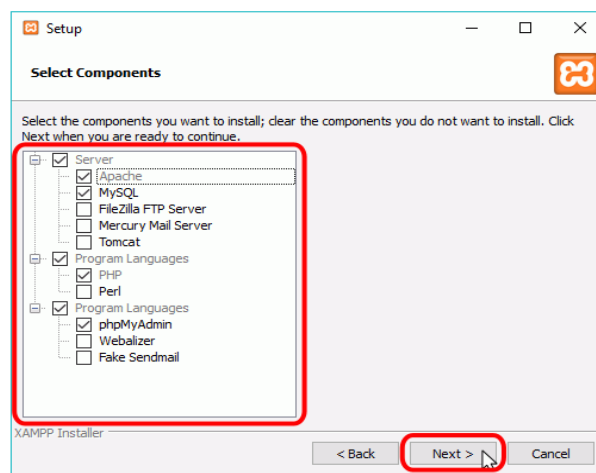 Setup
Select Components
Select the components you want to install; clear the components you do not want to install. Click
Next when you are ready to continue.
Server
Apache
MySQL
FileZilla FTP Server
Mercury Mail Server
Tomcat
Program Languages
PHP
Perl
Program Languages
phpMyAdmin
Webalizer
Fake Sendmail
XAMPP Installer
< Back
Next >
Cancel